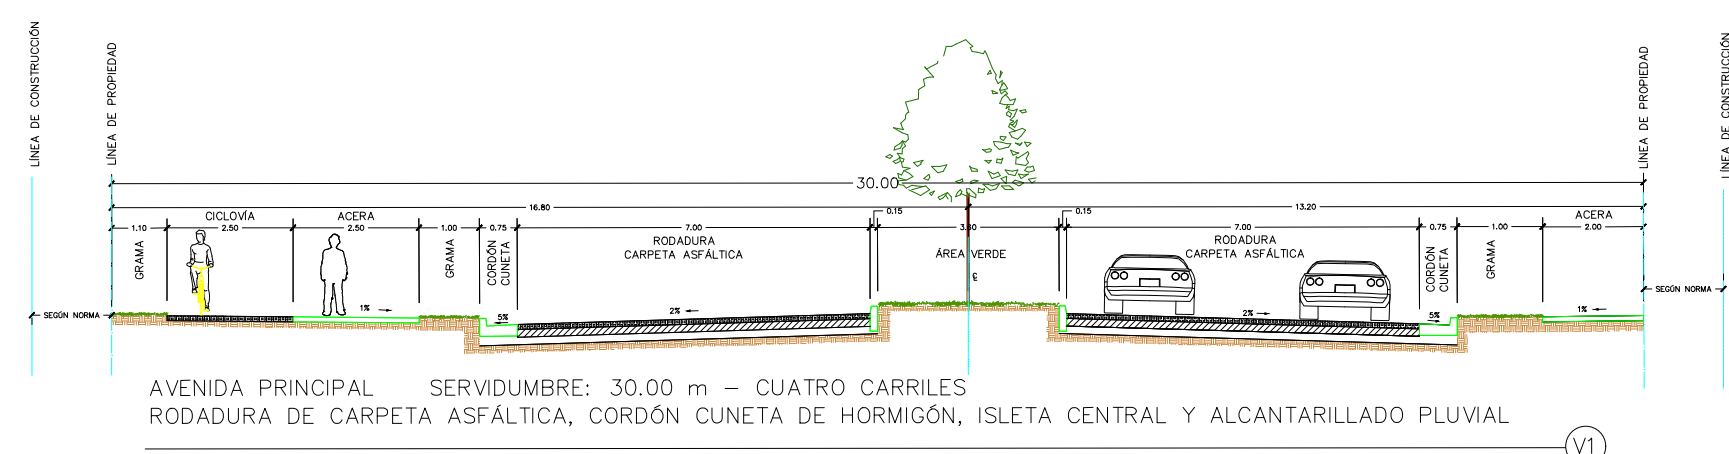 LÍNEA DE CONSTRUCCIÓN
LÍNEA DE PROPIEDAD
LÍNEA DE PROPIEDAD
LÍNEA DE CONSTRUCCIÓN
30.00
16.80
13.20
CICLOVÍA
ACERA
0.15
0.15
ACERA
1.10
2.50
2.50
1.00
0.75
7.00
7.00
0.75
1.00
2.00
GRAMA
GRAMA
CORDÓN
CUNETA
RODADURA
CARPETA ASFÁLTICA
ÁREA VERDE
RODADURA
CARPETA ASFÁLTICA
CORDÓN
CUNETA
GRAMA
SEGÚN NORMA
1%
5%
2%
2%
5%
1%
SEGÚN NORMA
AVENIDA PRINCIPAL SERVIDUMBRE: 30.00 m – CUATRO CARRILES
RODADURA DE CARPETA ASFÁLTICA, CORDÓN CUNETA DE HORMIGÓN, ISLETA CENTRAL Y ALCANTARILLADO PLUVIAL
V1